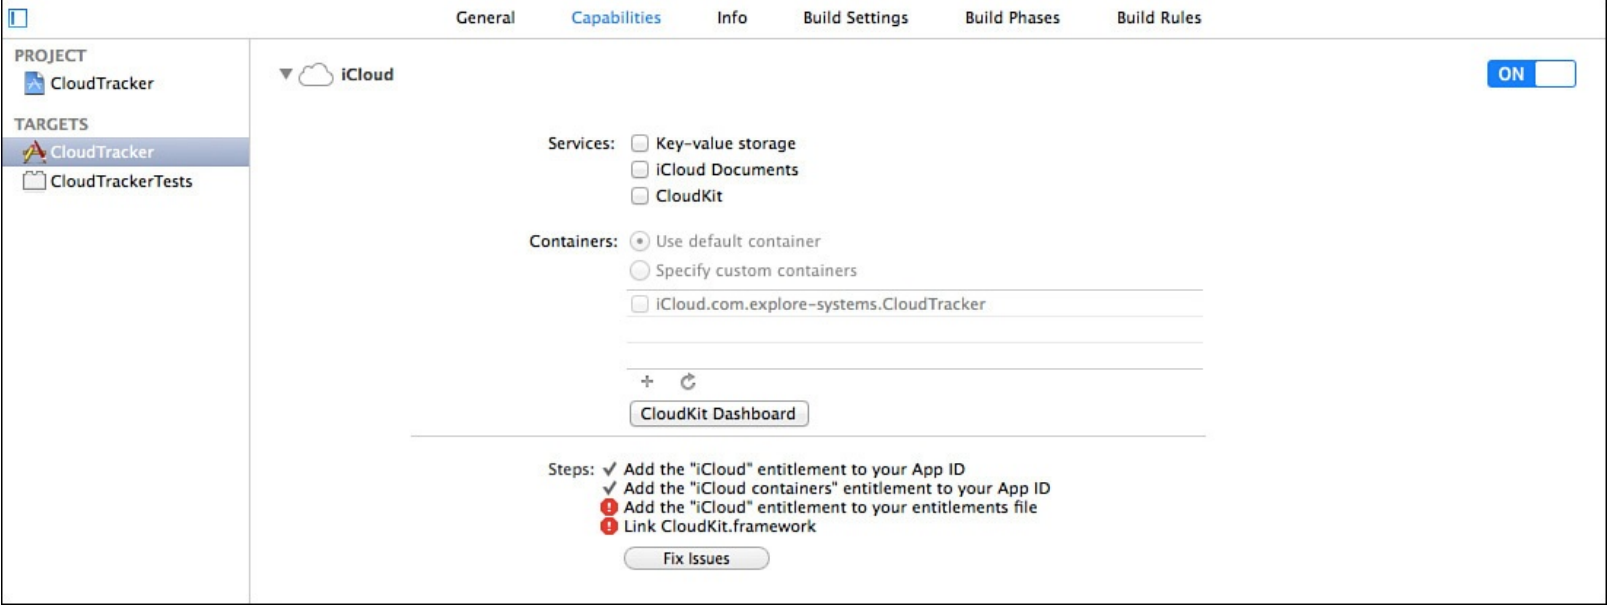 General Capabilities Info Build Settings Build Phases Build Rules
PROJECT
CloudTracker
TARGETS
CloudTracker
CloudTrackerTests
iCloud ON
Services: Key-value storage
iCloud Documents
CloudKit
Containers: Use default container
Specify custom containers
iCloud.com.explore-systems.CloudTracker
CloudKit Dashboard
Steps: Add the "iCloud" entitlement to your App ID
Add the "iCloud containers" entitlement to your App ID
Add the "iCloud" entitlement to your entitlements file
Link CloudKit.framework
Fix Issues